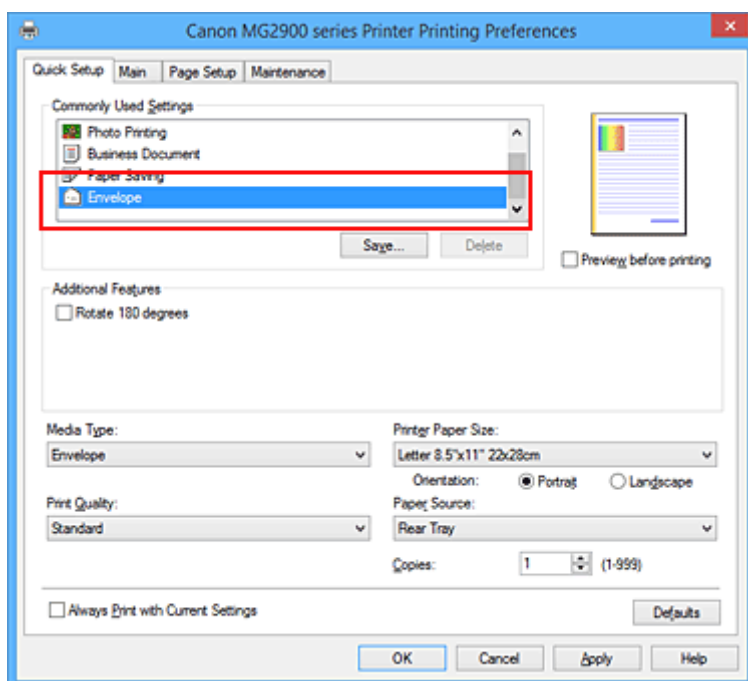 Canon MG2900 series Printer Printing Preferences
Quick Setup Main Page Setup Maintenance
Commonly Used Settings
Photo Printing
Business Document
Paper Saving
Envelope
Save... Delete
Preview before printing
Additional Features
Rotate 180 degrees
Media Type: Printer Paper Size:
Envelope Letter 8.5"x11" 22x28cm
Orientation: Portrait Landscape
Print Quality: Paper Source:
Standard Rear Tray
Copies: 1 (1-999)
Always Print with Current Settings Defaults
OK Cancel Apply Help